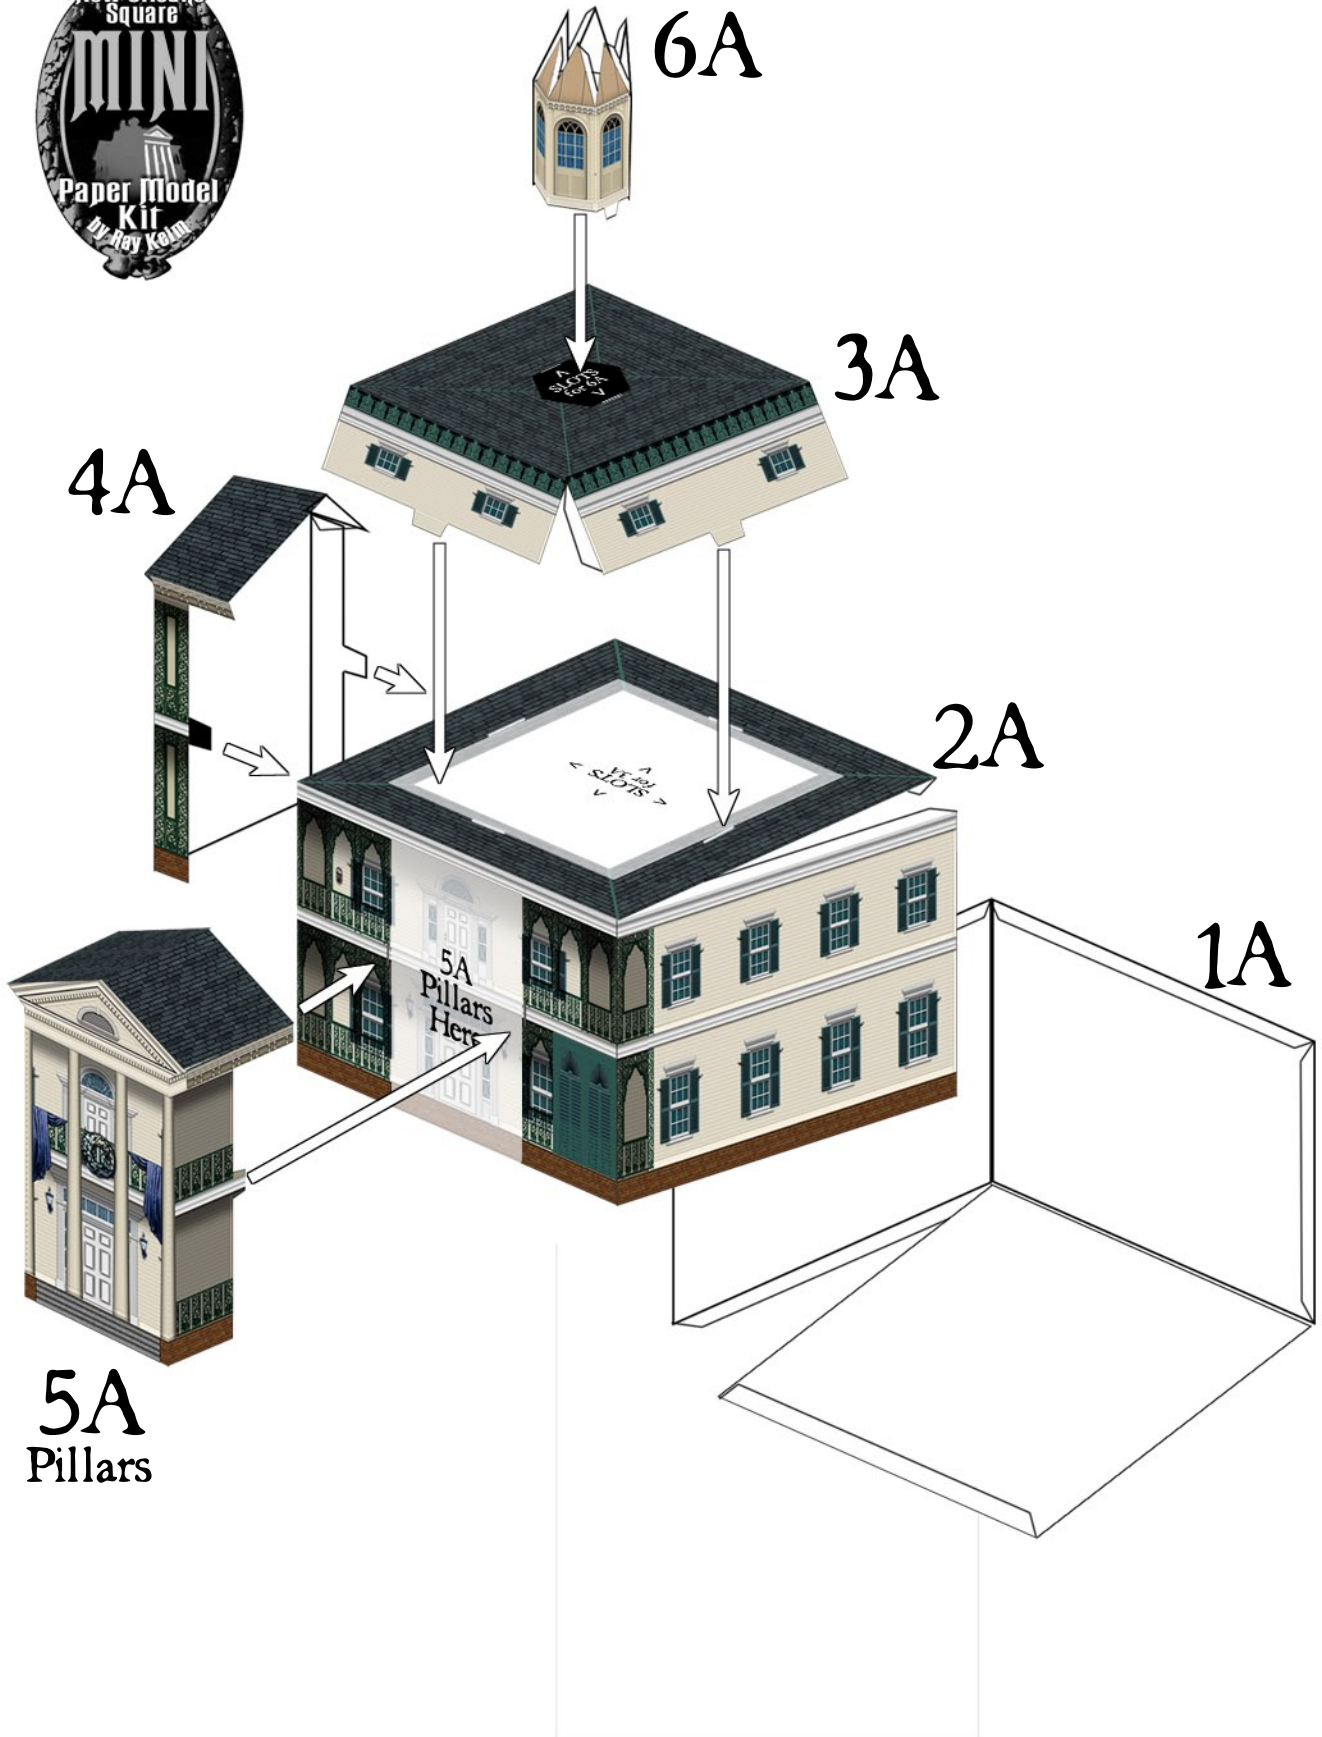 Square
MINI
Paper Model
Kit
by Ray Keim
6A
SLOTS
for 6A
3A
4A
SLOTS
for 3A
2A
5A
Pillars
Here
1A
5A
Pillars